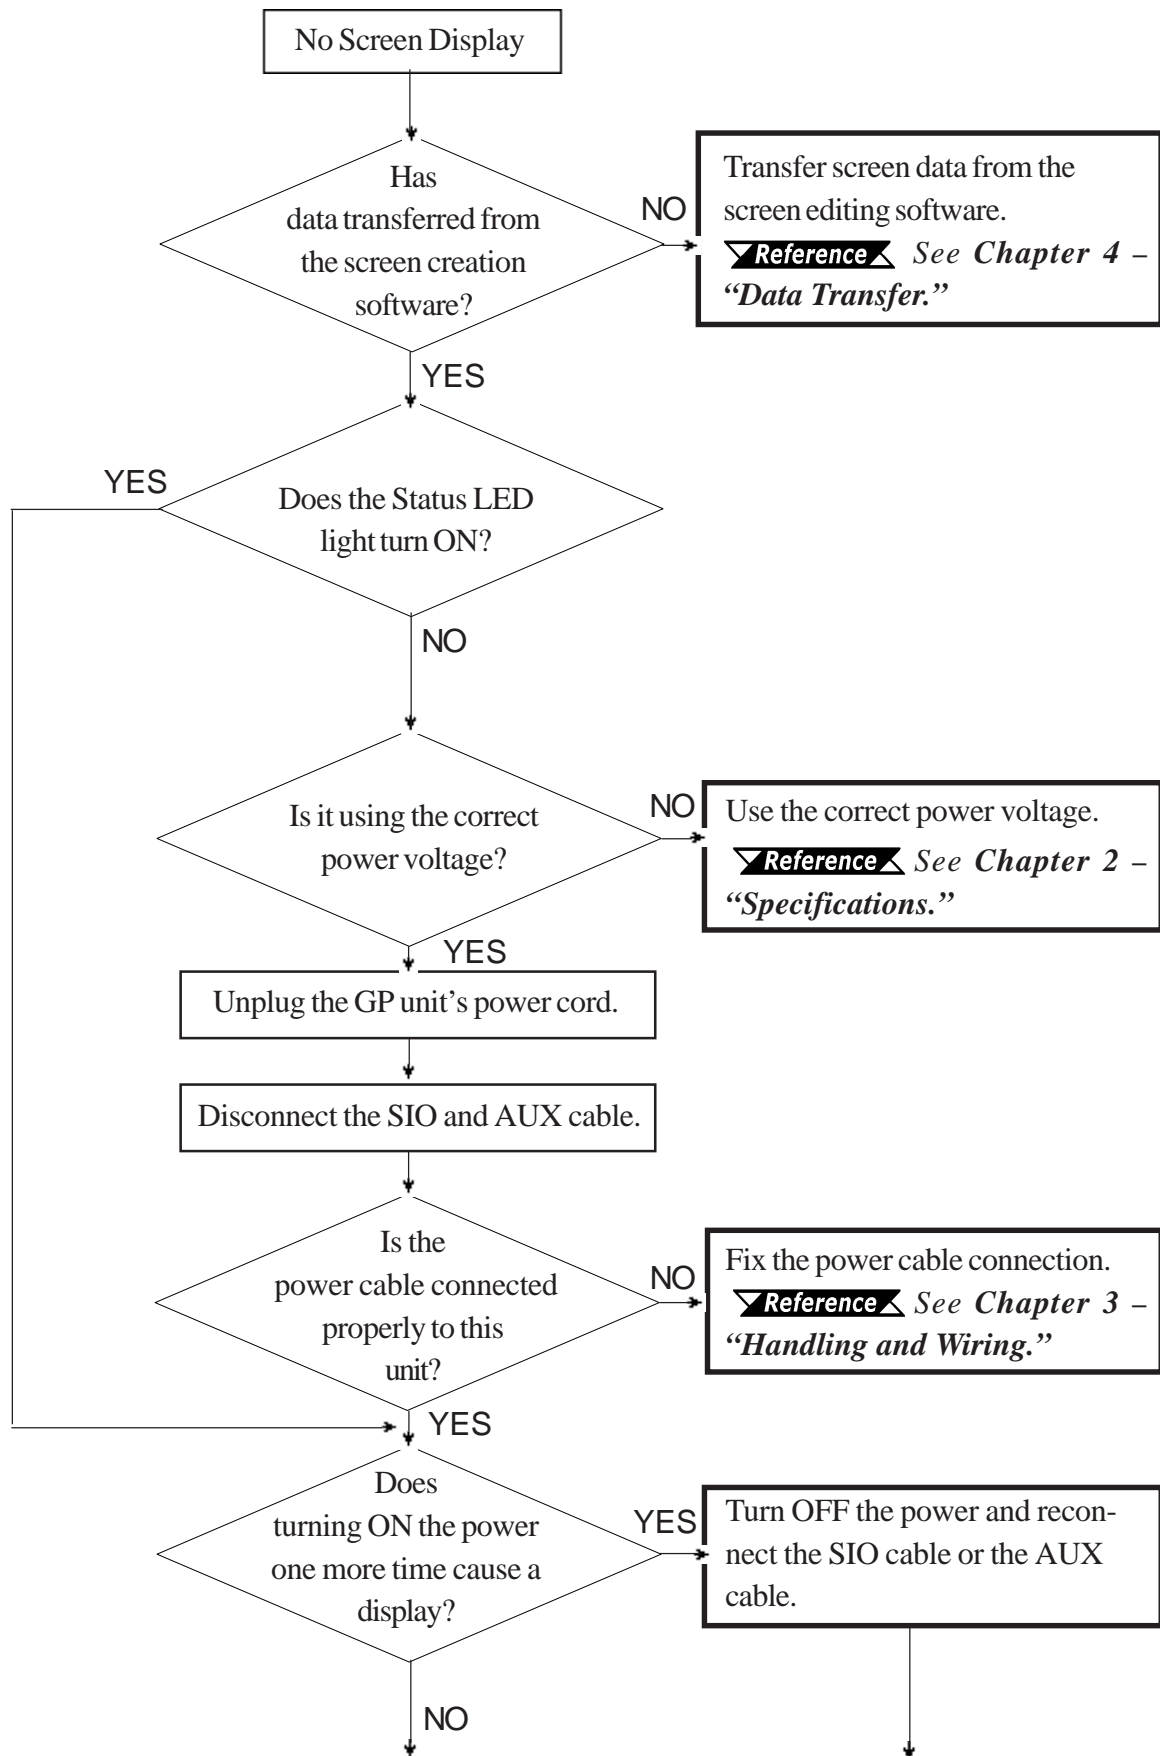 No Screen Display
Has
data transferred from
the screen creation
software?
NO
Transfer screen data from the
screen editing software.
Reference See Chapter 4 –
“Data Transfer.”
YES
YES
Does the Status LED
light turn ON?
NO
Is it using the correct
power voltage?
NO
Use the correct power voltage.
Reference See Chapter 2 –
“Specifications.”
YES
Unplug the GP unit’s power cord.
Disconnect the SIO and AUX cable.
Is the
power cable connected
properly to this
unit?
NO
Fix the power cable connection.
Reference See Chapter 3 –
“Handling and Wiring.”
YES
Does
turning ON the power
one more time cause a
display?
YES
Turn OFF the power and recon-
nect the SIO cable or the AUX
cable.
NO